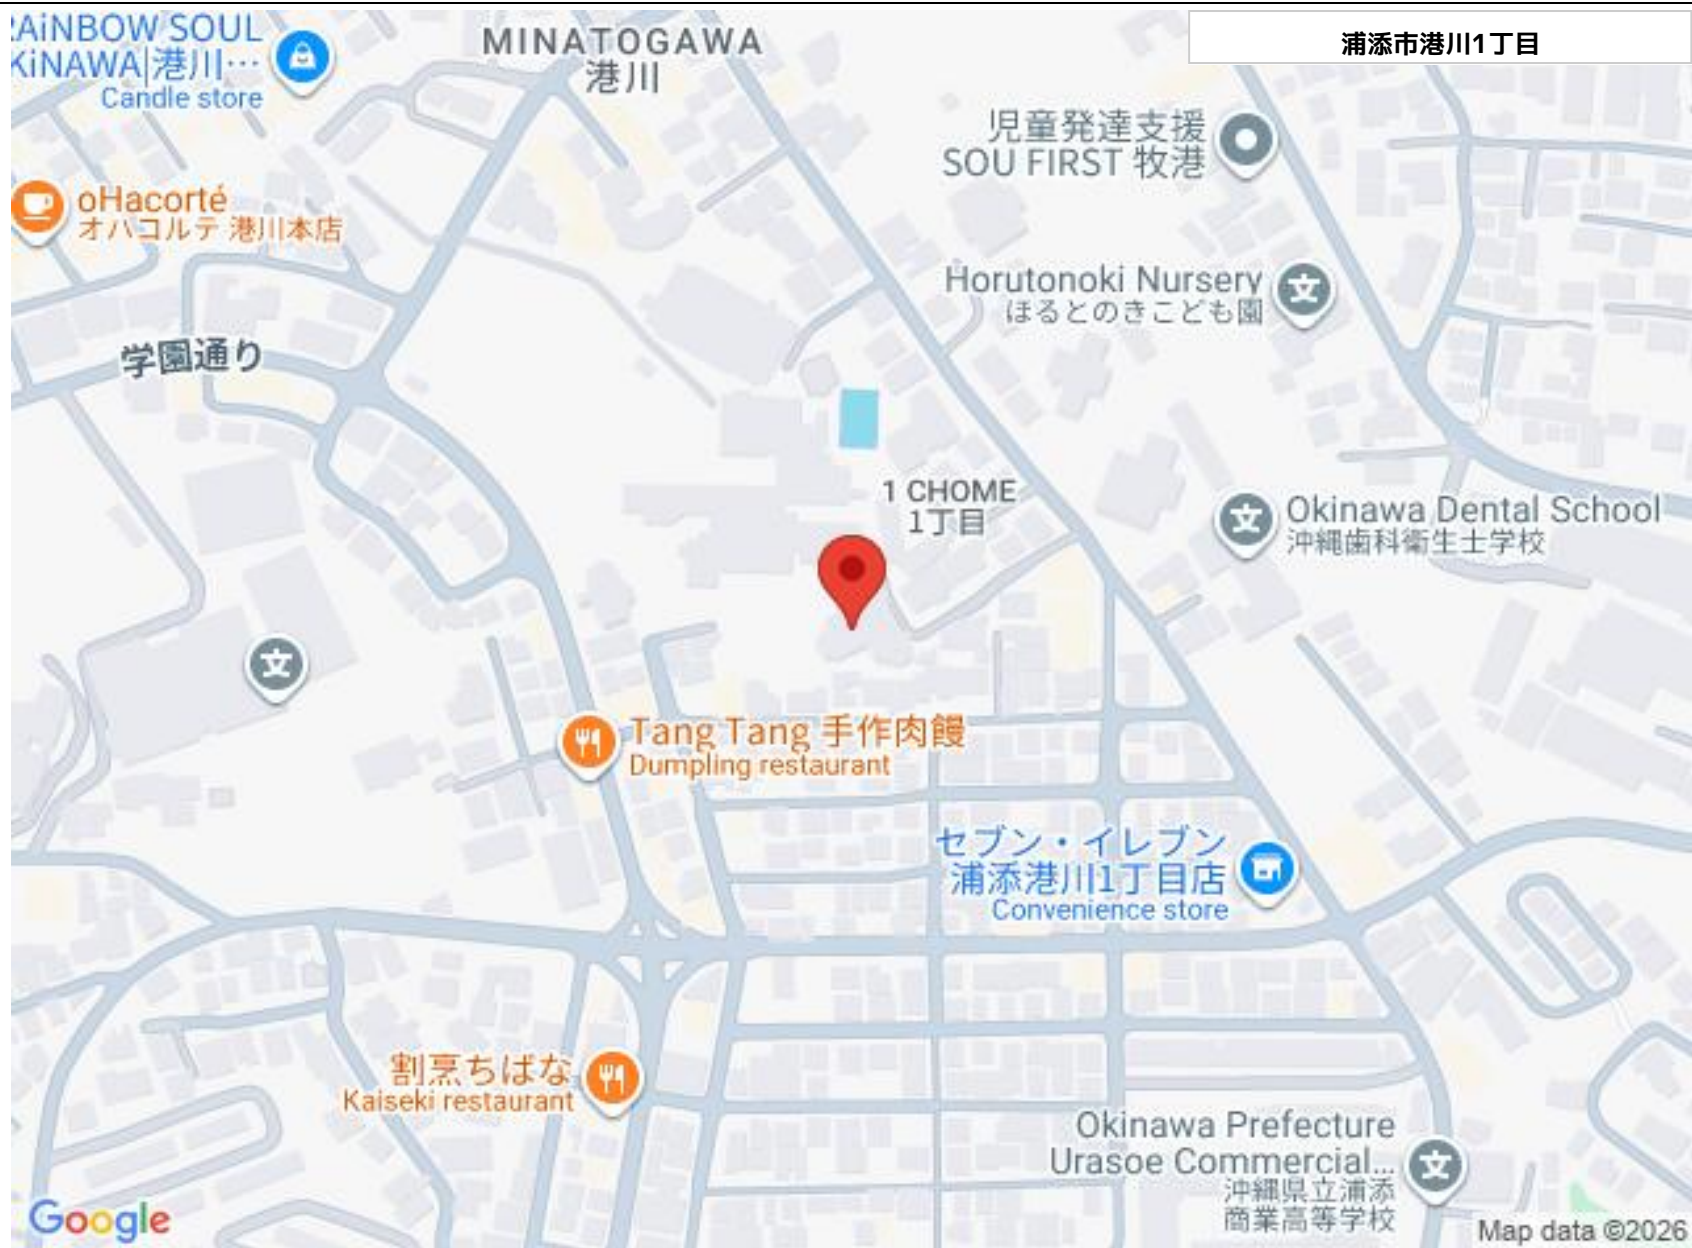 浦添市港川1丁目
RAiNBOW SOUL
KiNAWA|港川…
Candle store
MINATOGAWA
港川
児童発達支援
SOU FIRST 牧港
oHacorté
オハコルテ 港川本店
Horutonoki Nursery
ほるとのきこども園
学園通り
1 CHOME
1丁目
Okinawa Dental School
沖縄歯科衛生士学校
文
文
文
文
Tang Tang 手作肉饅
Dumpling restaurant
セブン・イレブン
浦添港川1丁目店
Convenience store
割烹ちばな
Kaiseki restaurant
Okinawa Prefecture
Urasoe Commercial...
沖縄県立浦添
商業高等学校
Google
Map data ©2026